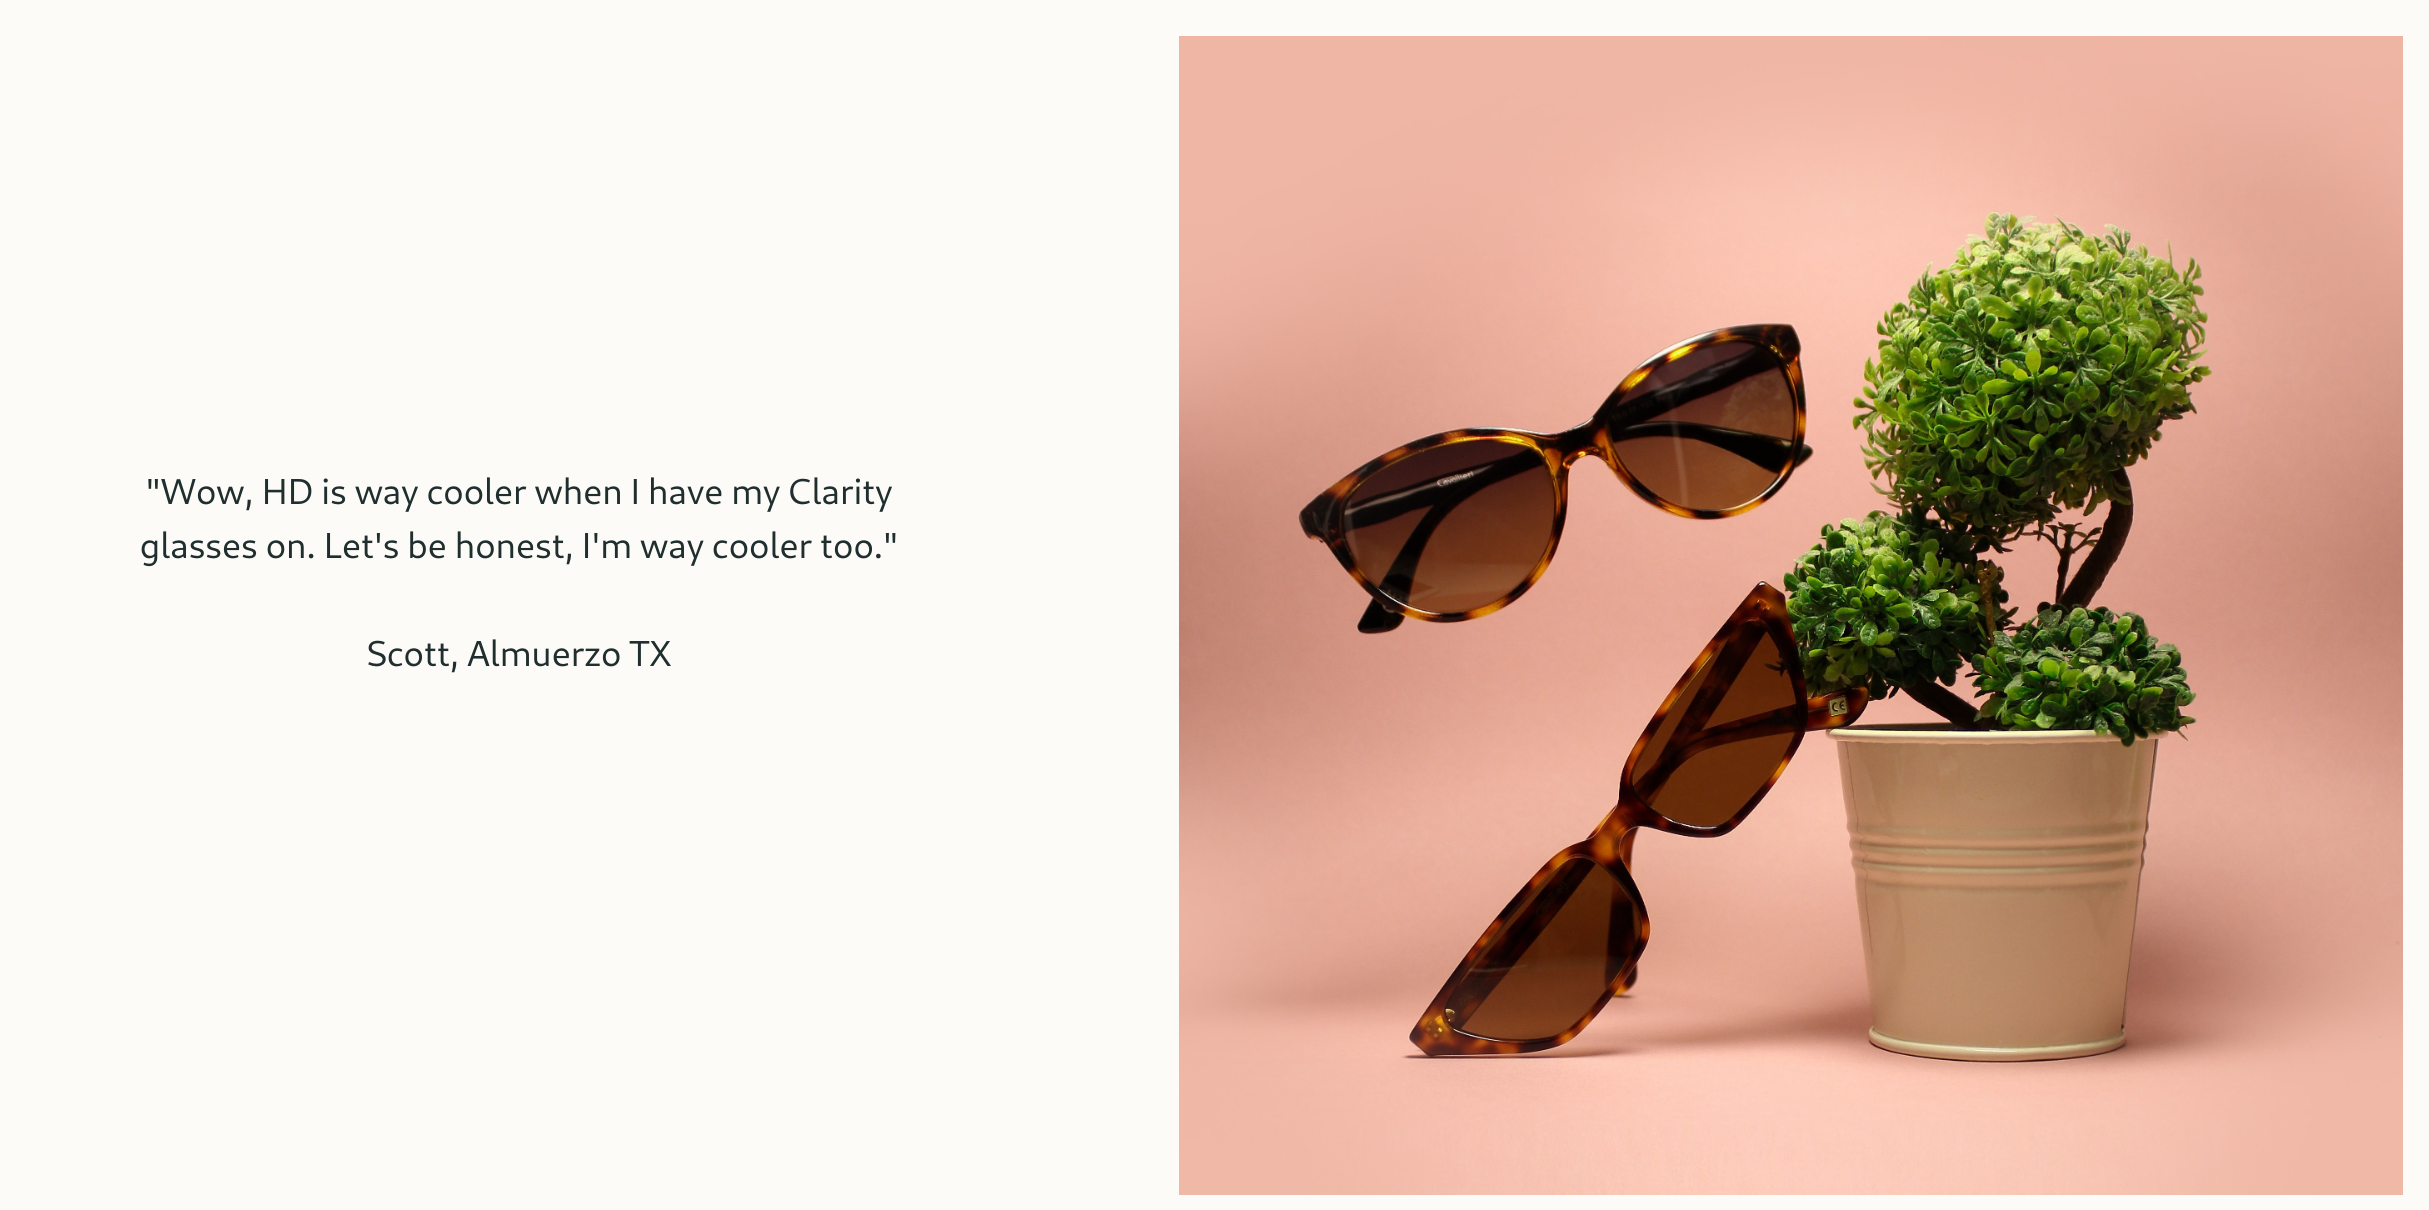 "Wow, HD is way cooler when I have my Clarity
glasses on. Let's be honest, I'm way cooler too."
Scott, Almuerzo TX
CE